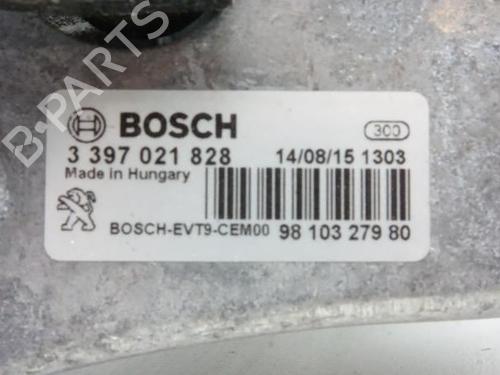 BOSCH
300
3 397 021 828
14/08/15 1303
Made in Hungary
BOSCH-EVT9-CEM00
98 103 279 80
B-PARTS